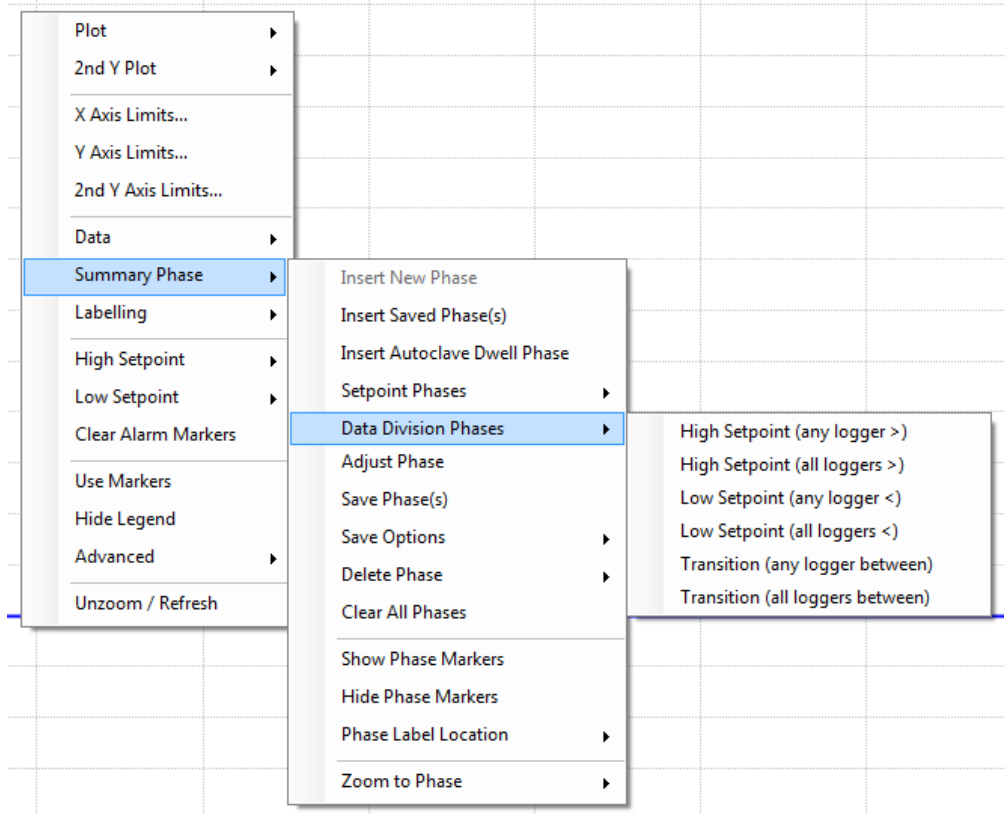 Plot
2nd Y Plot
X Axis Limits...
Y Axis Limits...
2nd Y Axis Limits...
Data
Summary Phase
Labelling
High Setpoint
Low Setpoint
Clear Alarm Markers
Use Markers
Hide Legend
Advanced
Unzoom / Refresh
Insert New Phase
Insert Saved Phase(s)
Insert Autoclave Dwell Phase
Setpoint Phases
Data Division Phases
Adjust Phase
Save Phase(s)
Save Options
Delete Phase
Clear All Phases
Show Phase Markers
Hide Phase Markers
Phase Label Location
Zoom to Phase
High Setpoint (any logger >)
High Setpoint (all loggers >)
Low Setpoint (any logger <)
Low Setpoint (all loggers <)
Transition (any logger between)
Transition (all loggers between)